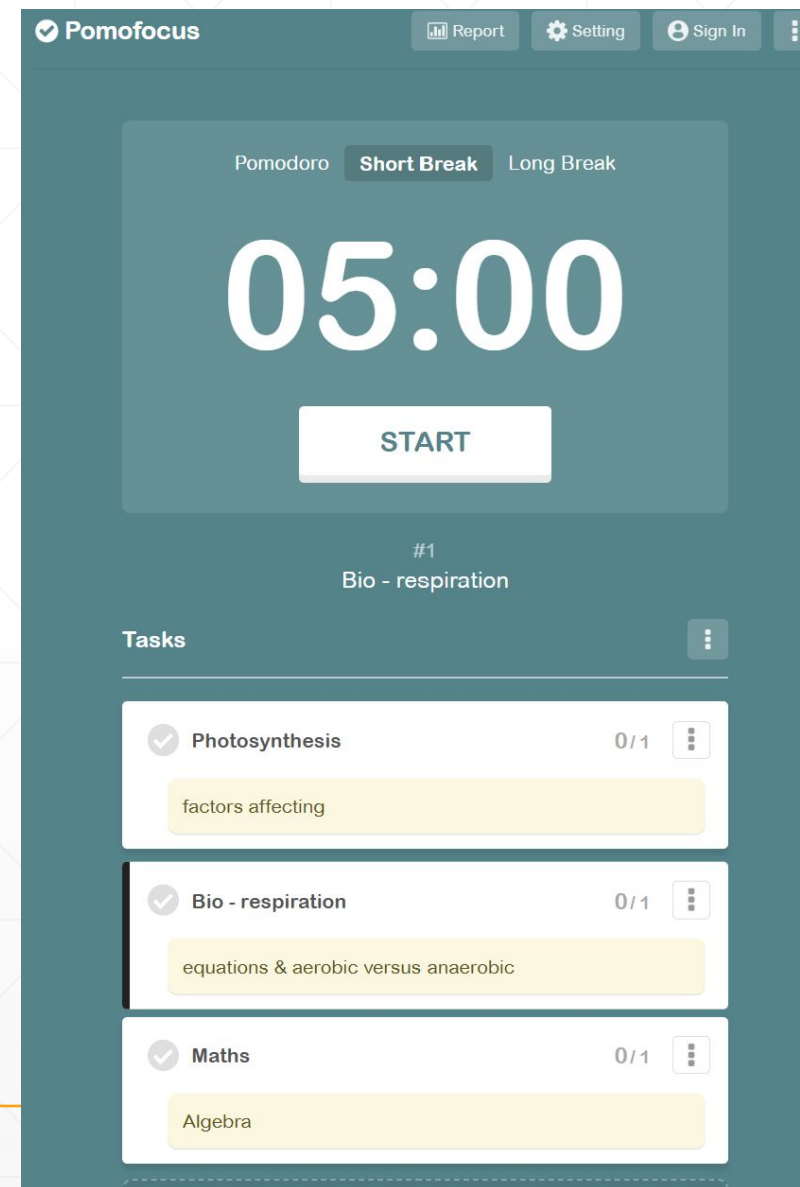 Pomofocus
Report
Setting
Sign In
Pomodoro Short Break Long Break
05:00
START
#1
Bio - respiration
Tasks
Photosynthesis 0/1
factors affecting
Bio - respiration 0/1
equations & aerobic versus anaerobic
Maths 0/1
Algebra